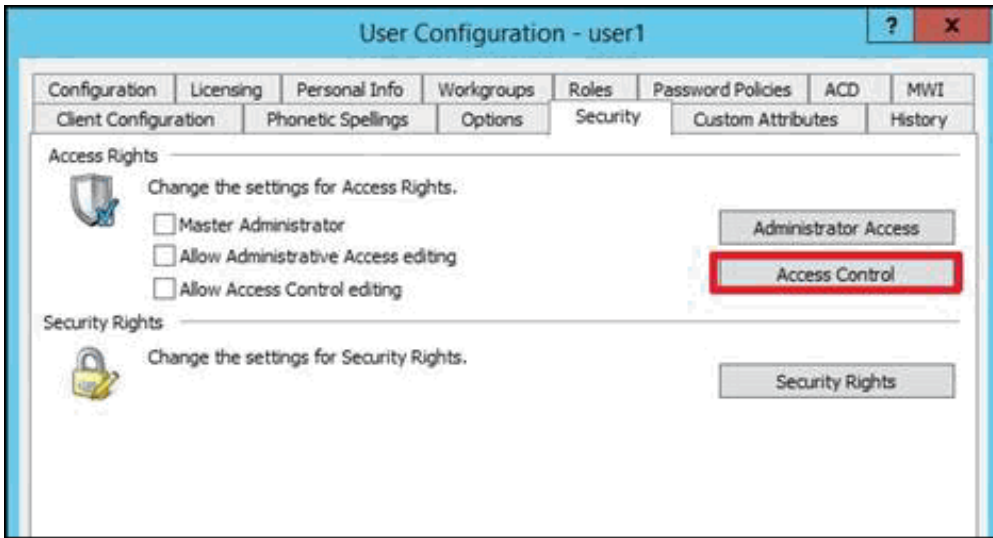 User Configuration - user1
? x
Configuration Licensing Personal Info Workgroups Roles Password Policies ACD MWI
Client Configuration Phonetic Spellings Options Security Custom Attributes History
Access Rights
Change the settings for Access Rights.
Master Administrator
Administrator Access
Allow Administrative Access editing
Access Control
Allow Access Control editing
Security Rights
Change the settings for Security Rights.
Security Rights